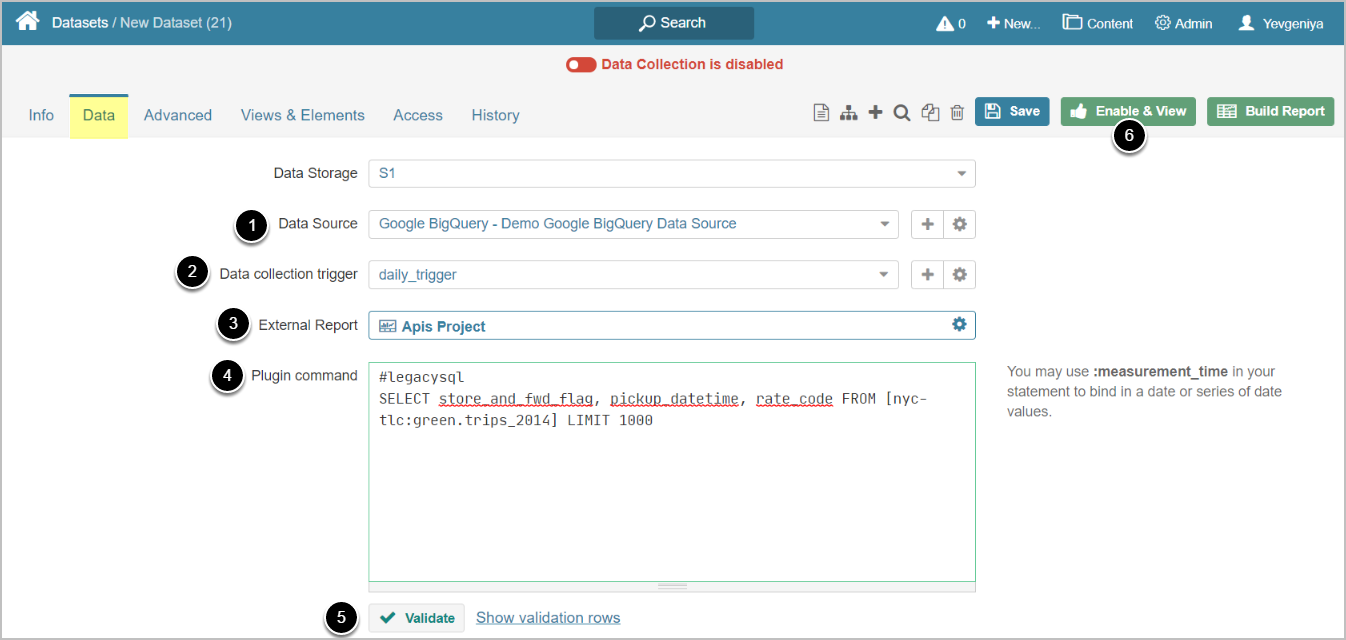 Datasets / New Dataset (21)
Search
0
New...
Content
Admin
Yevgeniya
Data Collection is disabled
Info
Data
Advanced
Views & Elements
Access
History
Save
Enable & View
Build Report
6
Data Storage
S1
1
Data Source
Google BigQuery - Demo Google BigQuery Data Source
2
Data collection trigger
daily_trigger
3
External Report
Apis Project
4
Plugin command
#legacysql
SELECT store_and_fwd_flag, pickup_datetime, rate_code FROM [nyc-
tlc:green.trips_2014] LIMIT 1000
You may use :measurement_time in your
statement to bind in a date or series of date
values.
5
Validate
Show validation rows